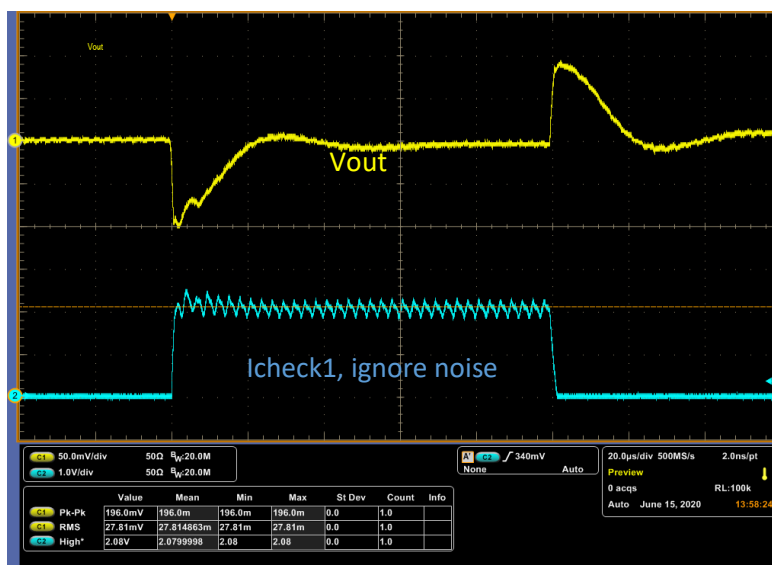 Vout
1
Vout
Icheck1, ignore noise
2
C1 50.0mV/div 50Ω BW:20.0M
C2 1.0V/div 50Ω BW:20.0M
A' C2 340mV
None Auto
20.0µs/div 500MS/s 2.0ns/pt
Preview
0 acqs RL:100k
Auto June 15, 2020 13:58:24
Value Mean Min Max St Dev Count Info
C1 Pk-Pk 196.0mV 196.0m 196.0m 196.0m 0.0 1.0
C1 RMS 27.81mV 27.814863m 27.81m 27.81m 0.0 1.0
C2 High* 2.08V 2.0799998 2.08 2.08 0.0 1.0